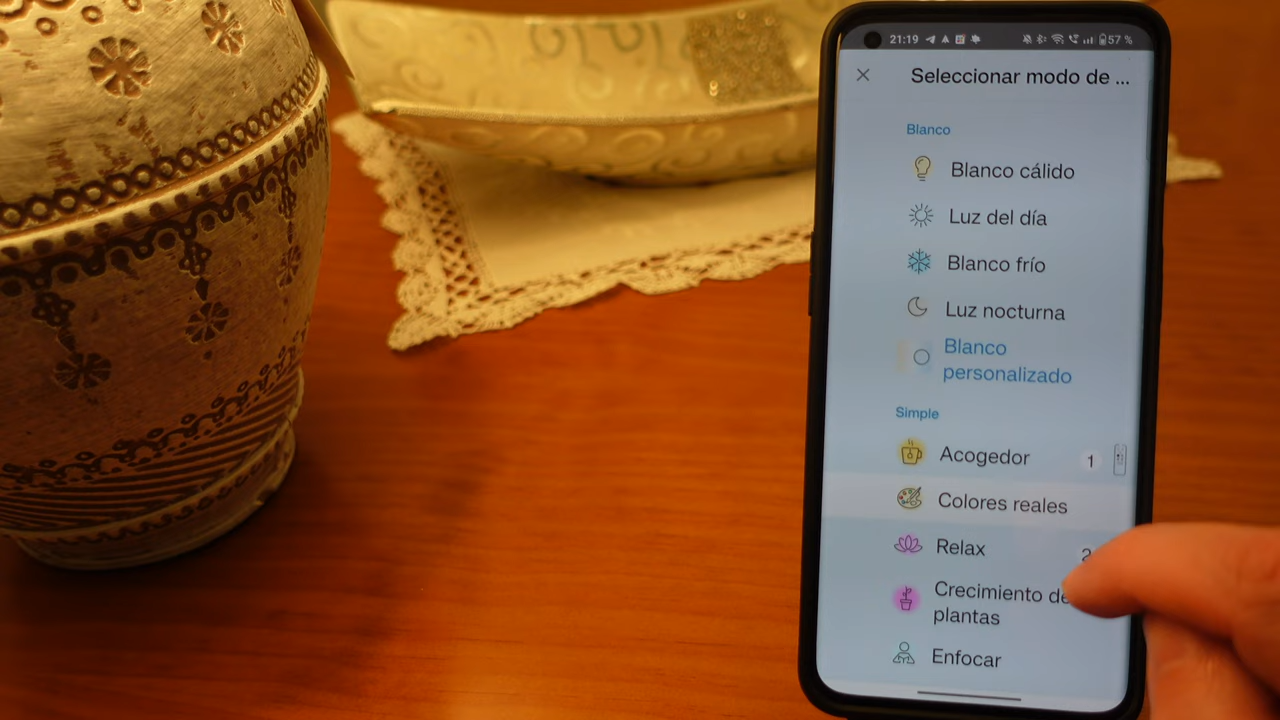 21:19 57 %
Seleccionar modo de ...
Blanco
Blanco cálido
Luz del día
Blanco frío
Luz nocturna
Blanco
personalizado
Simple
Acogedor 1
Colores reales
Relax 2
Crecimiento de
plantas
Enfocar